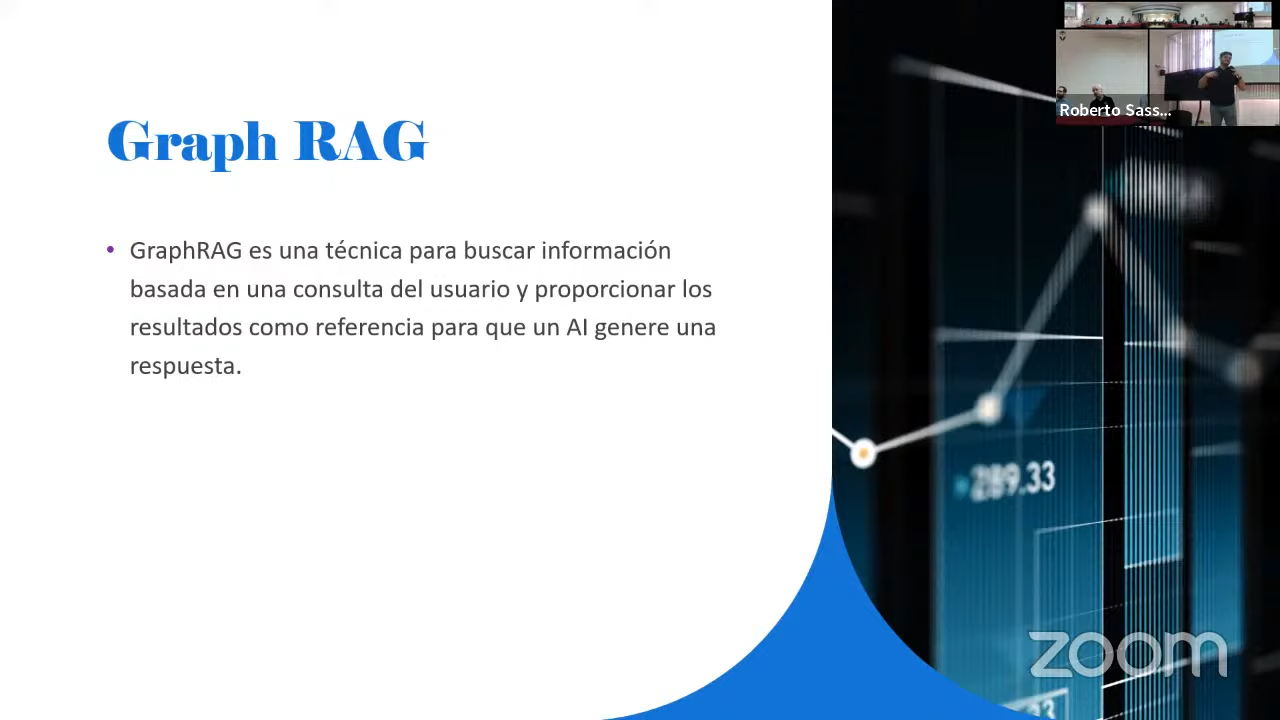 Graph RAG
• GraphRAG es una técnica para buscar información
basada en una consulta del usuario y proporcionar los
resultados como referencia para que un AI genere una
respuesta.
Roberto Sass...
289.33
zoom